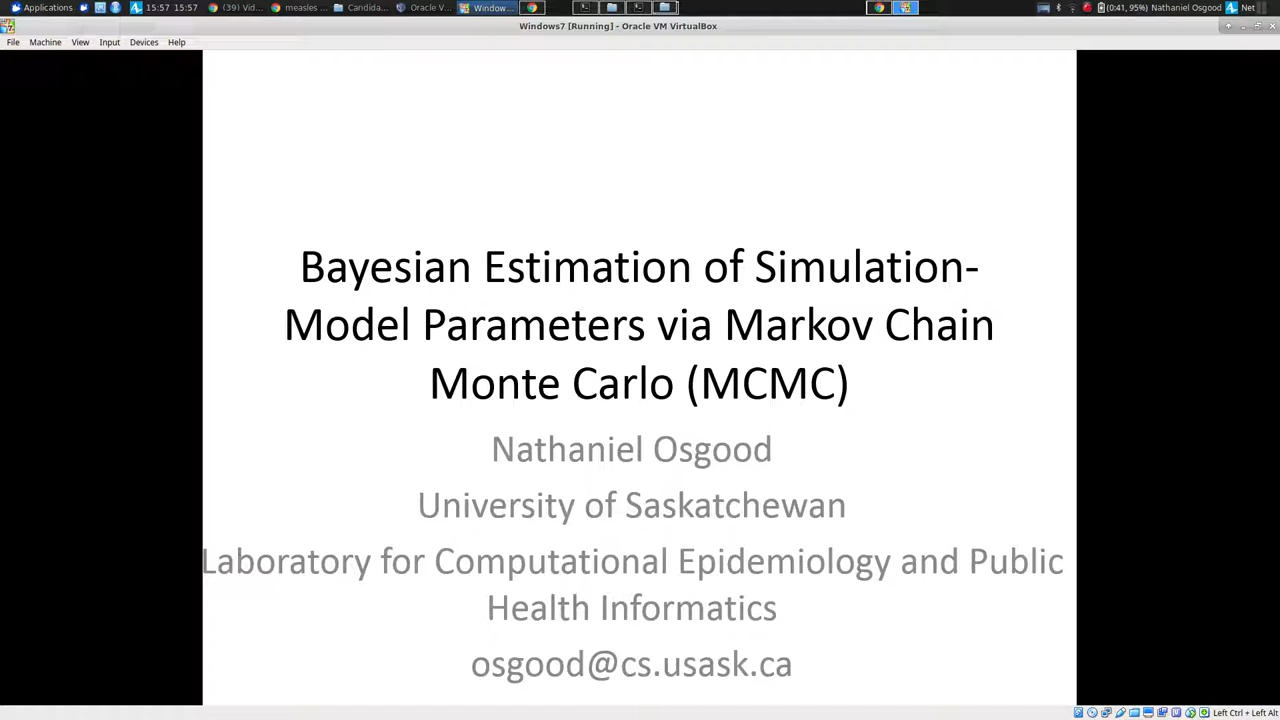 Applications 15:57 15:57 (39) Vid... measles ... Candida... Oracle V... Window... (0:41, 95%) Nathaniel Osgood Net
Windows7 [Running] - Oracle VM VirtualBox
File Machine View Input Devices Help
Bayesian Estimation of Simulation-
Model Parameters via Markov Chain
Monte Carlo (MCMC)
Nathaniel Osgood
University of Saskatchewan
Laboratory for Computational Epidemiology and Public
Health Informatics
osgood@cs.usask.ca
Left Ctrl + Left Alt